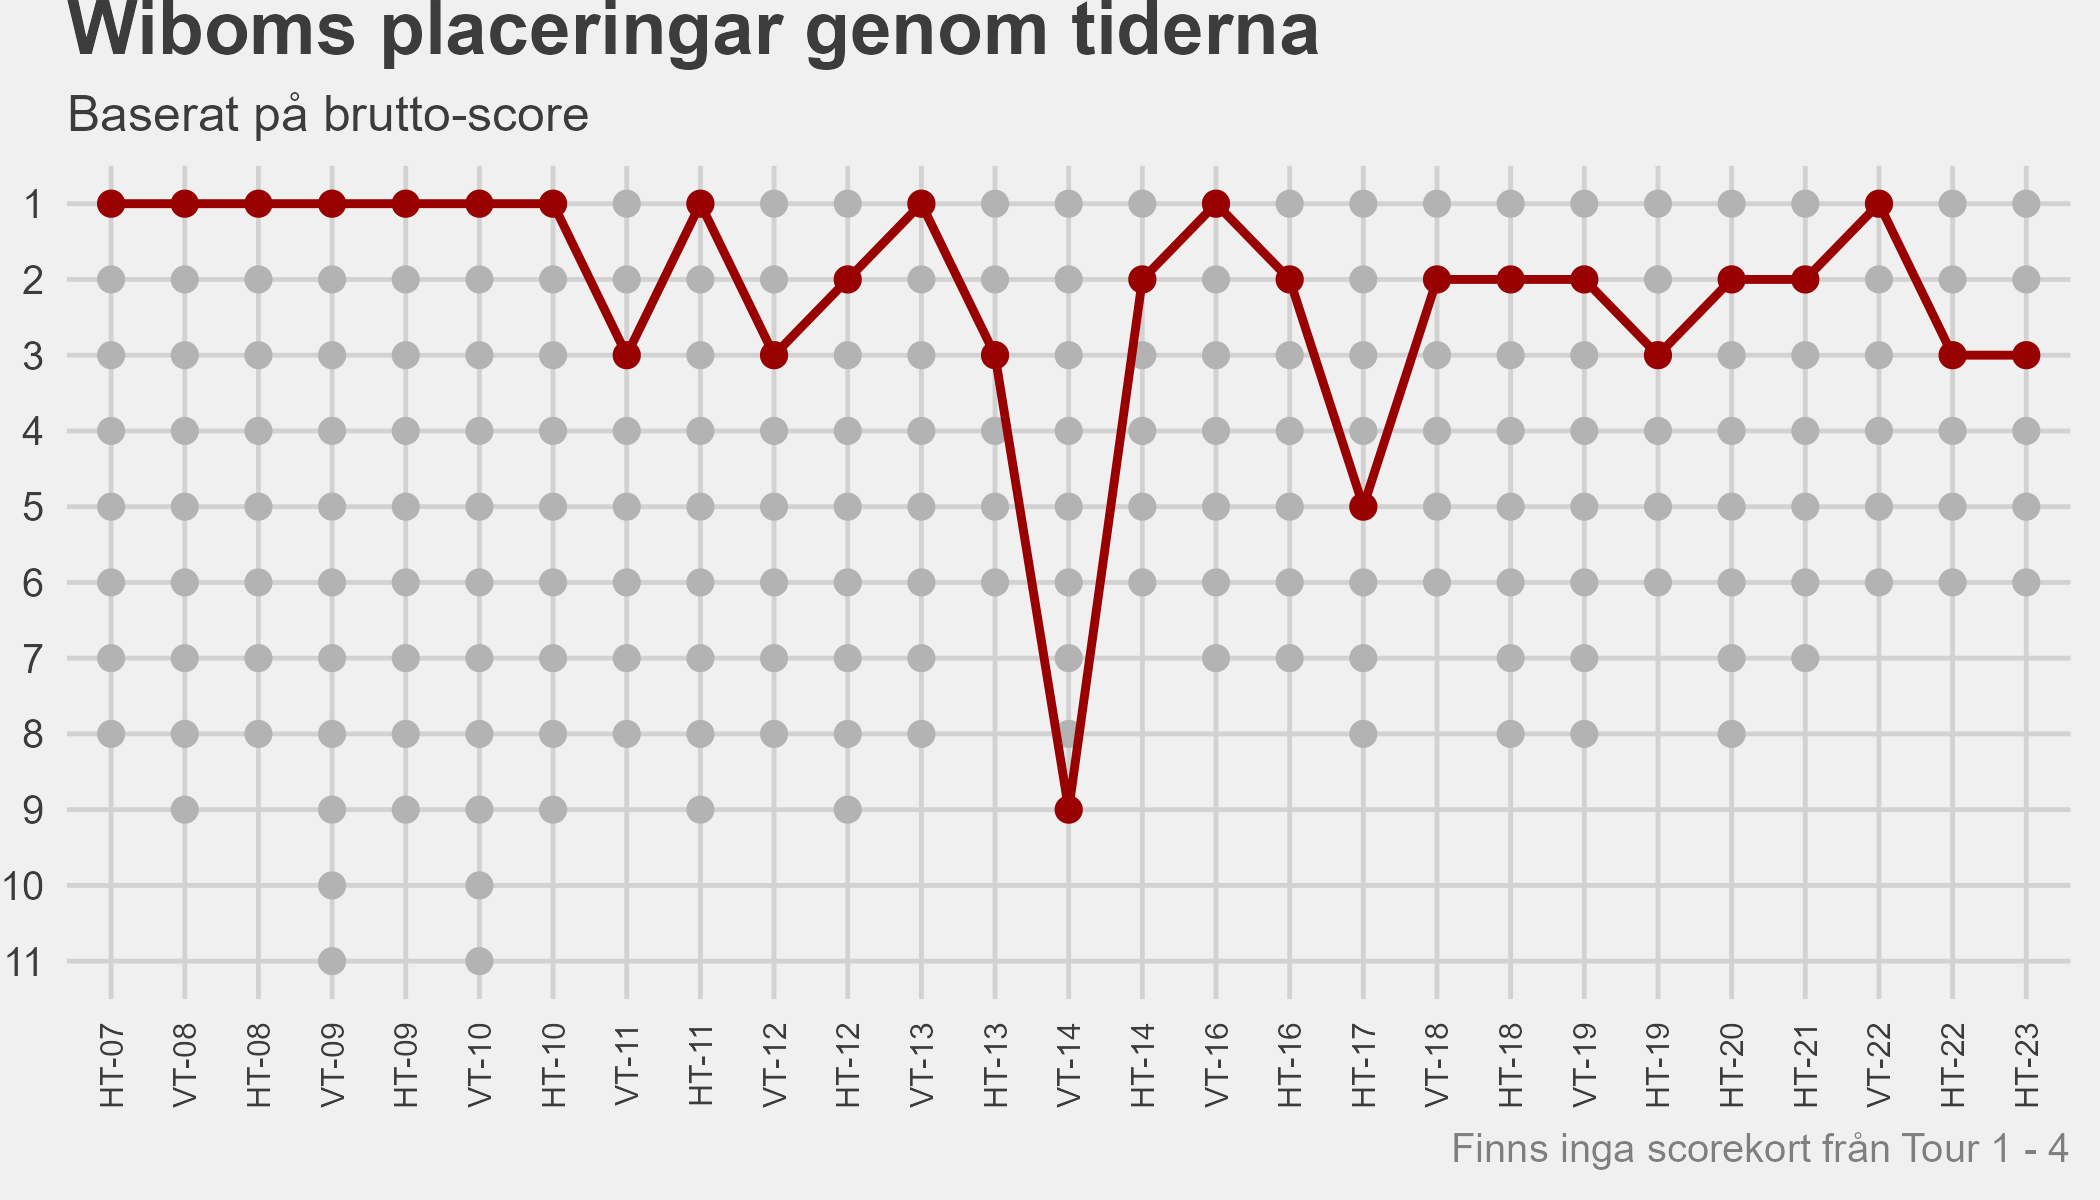 Wiboms placeringar genom tiderna
Baserat på brutto-score
1
2
3
4
5
6
7
8
9
10
11
HT-07
VT-08
HT-08
VT-09
HT-09
VT-10
HT-10
VT-11
HT-11
VT-12
HT-12
VT-13
HT-13
VT-14
HT-14
VT-16
HT-16
HT-17
VT-18
HT-18
VT-19
HT-19
HT-20
HT-21
VT-22
HT-22
HT-23
Finns inga scorekort från Tour 1 - 4